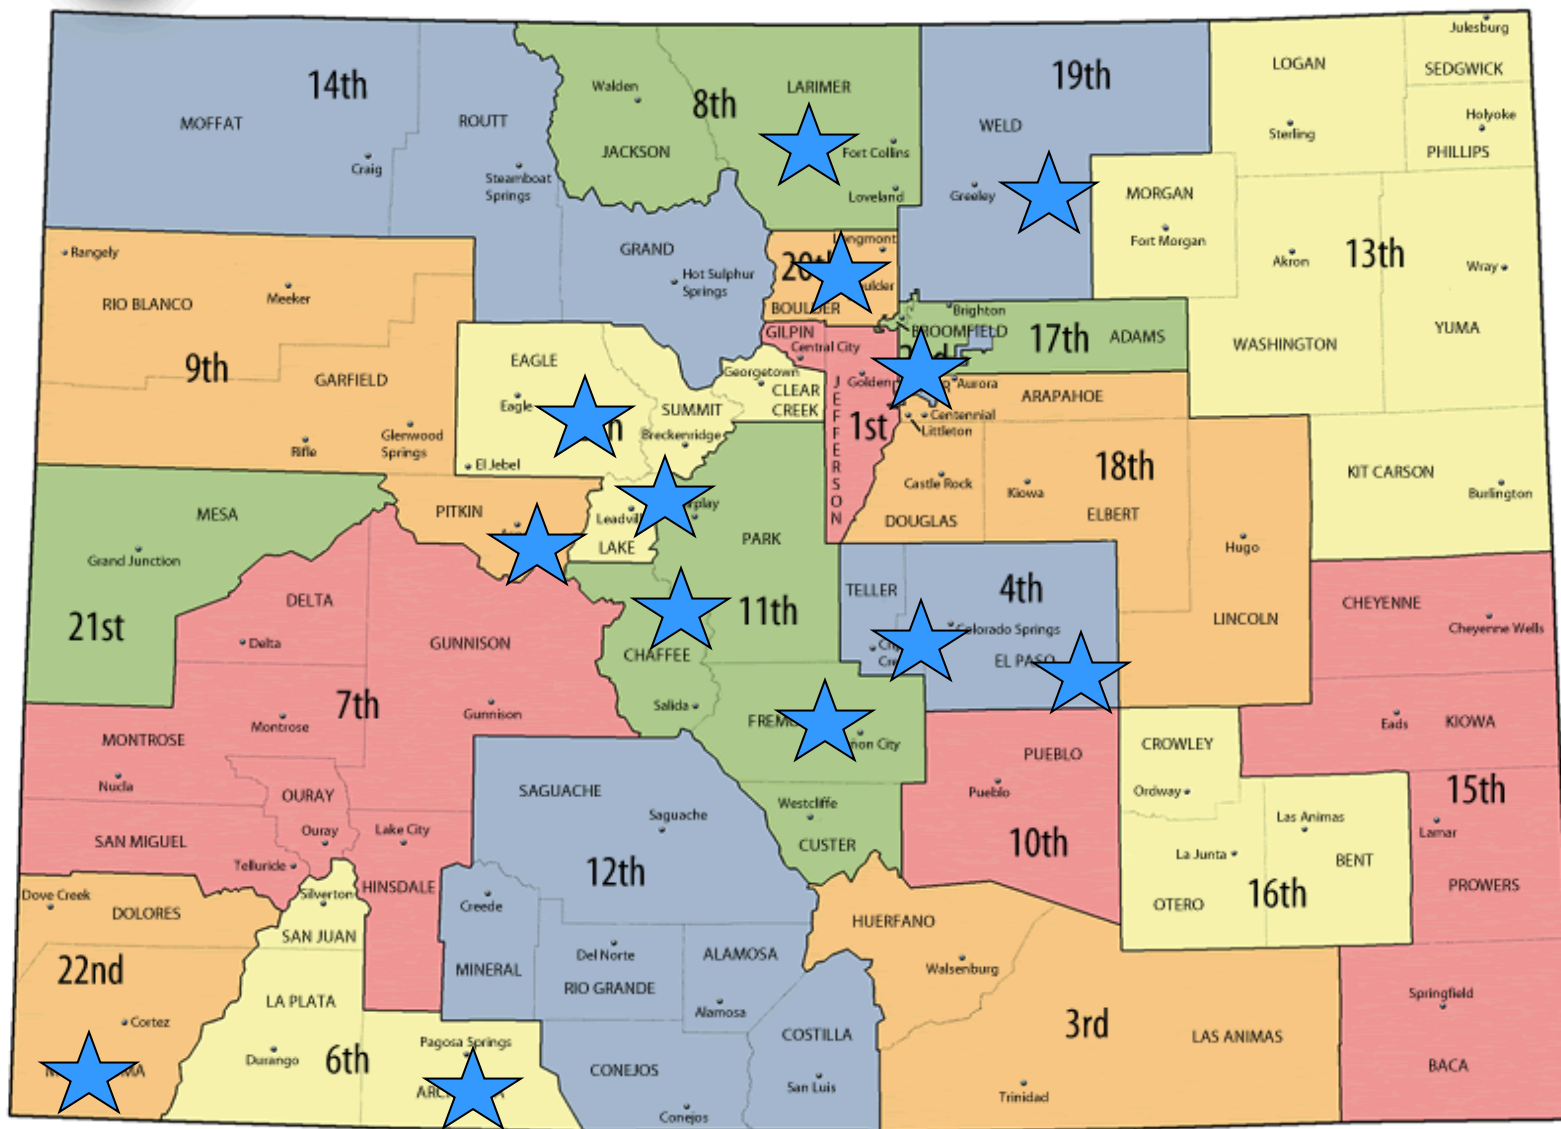 Julesburg
LOGAN
SEDGWICK
14th
19th
Walden
8th
LARIMER
MOFFAT
ROUTT
WELD
Holyoke
Sterling
PHILLIPS
JACKSON
Fort Collins
Craig
Steamboat
Springs
Loveland
Greeley
MORGAN
Fort Morgan
Rangely
GRAND
Longmont
20th
Akron
13th
Wray
Hot Sulphur
Springs
RIO BLANCO
Meeker
BOULDER
Brighton
GILPIN
BROOMFIELD
17th
ADAMS
YUMA
WASHINGTON
Central City
EAGLE
9th
GARFIELD
Georgetown
Golden
Aurora
CLEAR
CREEK
ARAPAHOE
Eagle
SUMMIT
JEFFERSON
1st
Centennial
Littleton
Breckenridge
Rifle
Glenwood
Springs
El Jebel
18th
KIT CARSON
Castle Rock
Kiowa
Burlington
MESA
PITKIN
DOUGLAS
ELBERT
LAKE
PARK
Hugo
Grand Junction
TELLER
4th
DELTA
11th
CHEYENNE
21st
LINCOLN
Cheyenne Wells
Delta
GUNNISON
Colorado Springs
CHAFFEE
EL PASO
7th
Gunnison
Salida
Montrose
Eads
KIOWA
MONTROSE
CROWLEY
PUEBLO
Nucla
SAGUACHE
Pueblo
Ordway
15th
OURAY
Westcliffe
Saguache
Las Animas
Lamar
Ouray
Lake City
SAN MIGUEL
CUSTER
10th
La Junta
BENT
Telluride
12th
PROWERS
HINSDALE
16th
Dove Creek
Silverton
Creede
OTERO
DOLORES
HUERFANO
SAN JUAN
Del Norte
ALAMOSA
22nd
MINERAL
Walsenburg
RIO GRANDE
Springfield
LA PLATA
Alamosa
Cortez
3rd
COSTILLA
LAS ANIMAS
Pagosa Springs
Durango
6th
BACA
CONEJOS
San Luis
Trinidad
Conejos